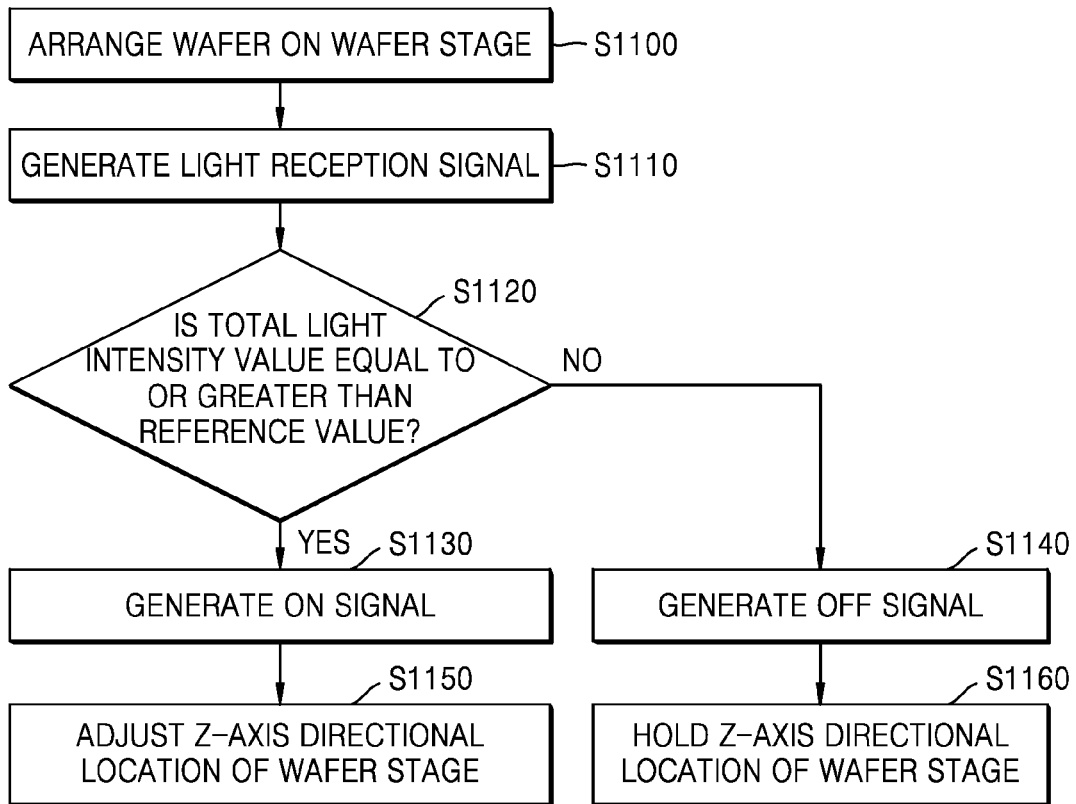 ARRANGE WAFER ON WAFER STAGE
S1100
GENERATE LIGHT RECEPTION SIGNAL
S1110
S1120
IS TOTAL LIGHT
INTENSITY VALUE EQUAL TO
OR GREATER THAN
REFERENCE VALUE?
NO
YES
S1130
GENERATE ON SIGNAL
S1140
GENERATE OFF SIGNAL
S1150
ADJUST Z-AXIS DIRECTIONAL
LOCATION OF WAFER STAGE
S1160
HOLD Z-AXIS DIRECTIONAL
LOCATION OF WAFER STAGE